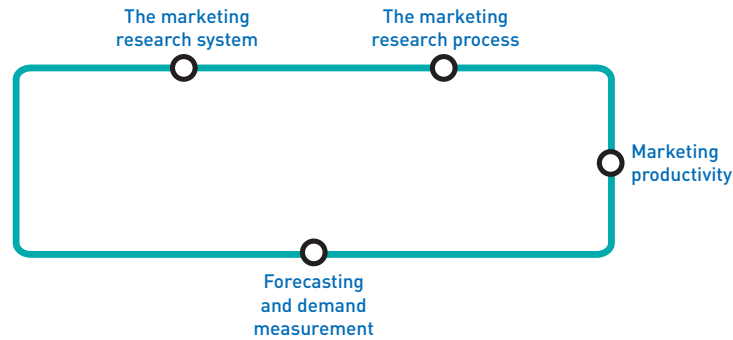 The marketing
research system
The marketing
research process
Marketing
productivity
Forecasting
and demand
measurement